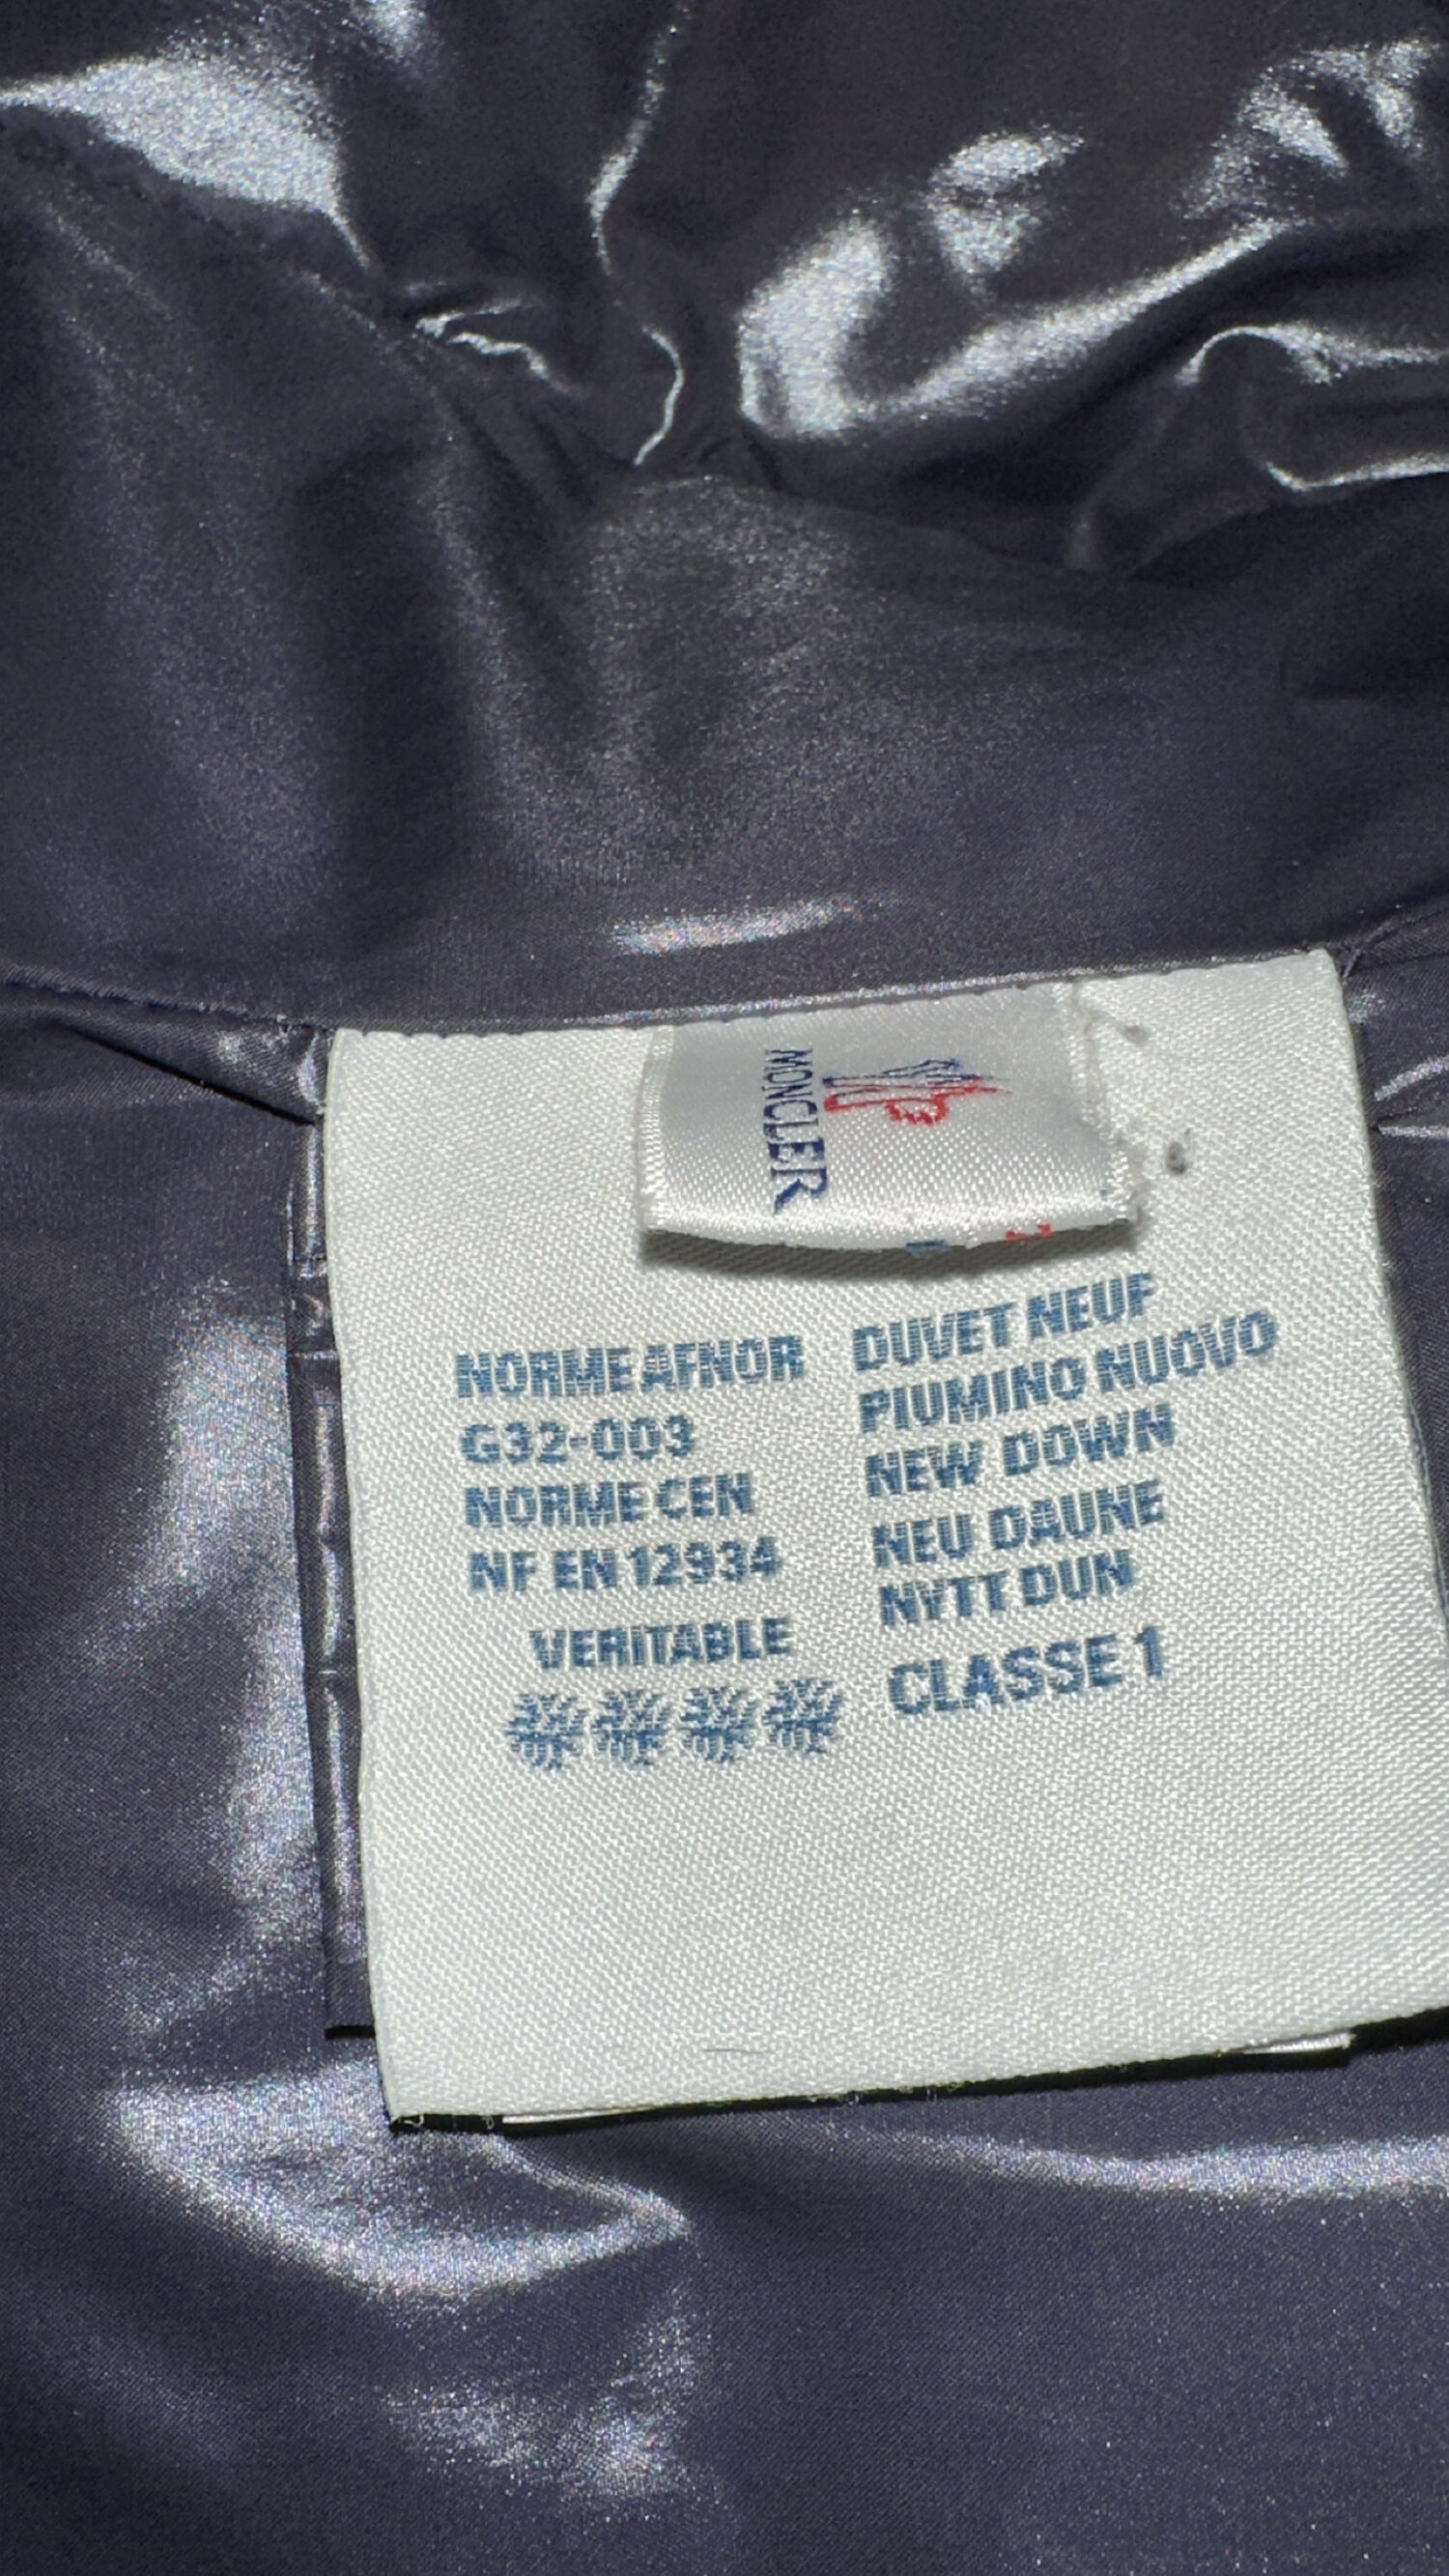 MONCLER
NORME AFNOR
G32-003
NORME CEN
NF EN 12934
VERITABLE
DUVET NEUF
PIUMINO NUOVO
NEW DOWN
NEU DAUNE
NYTT DUN
CLASSE 1